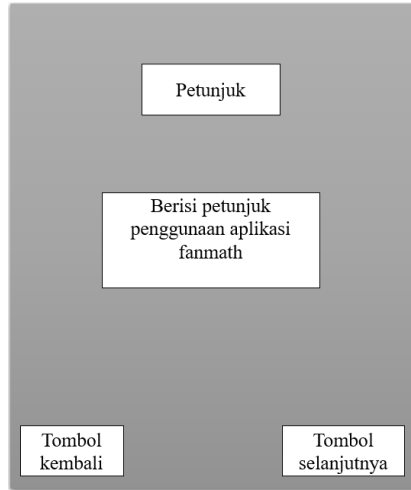 Petunjuk
Berisi petunjuk
penggunaan aplikasi
fanmath
Tombol
kembali
Tombol
selanjutnya